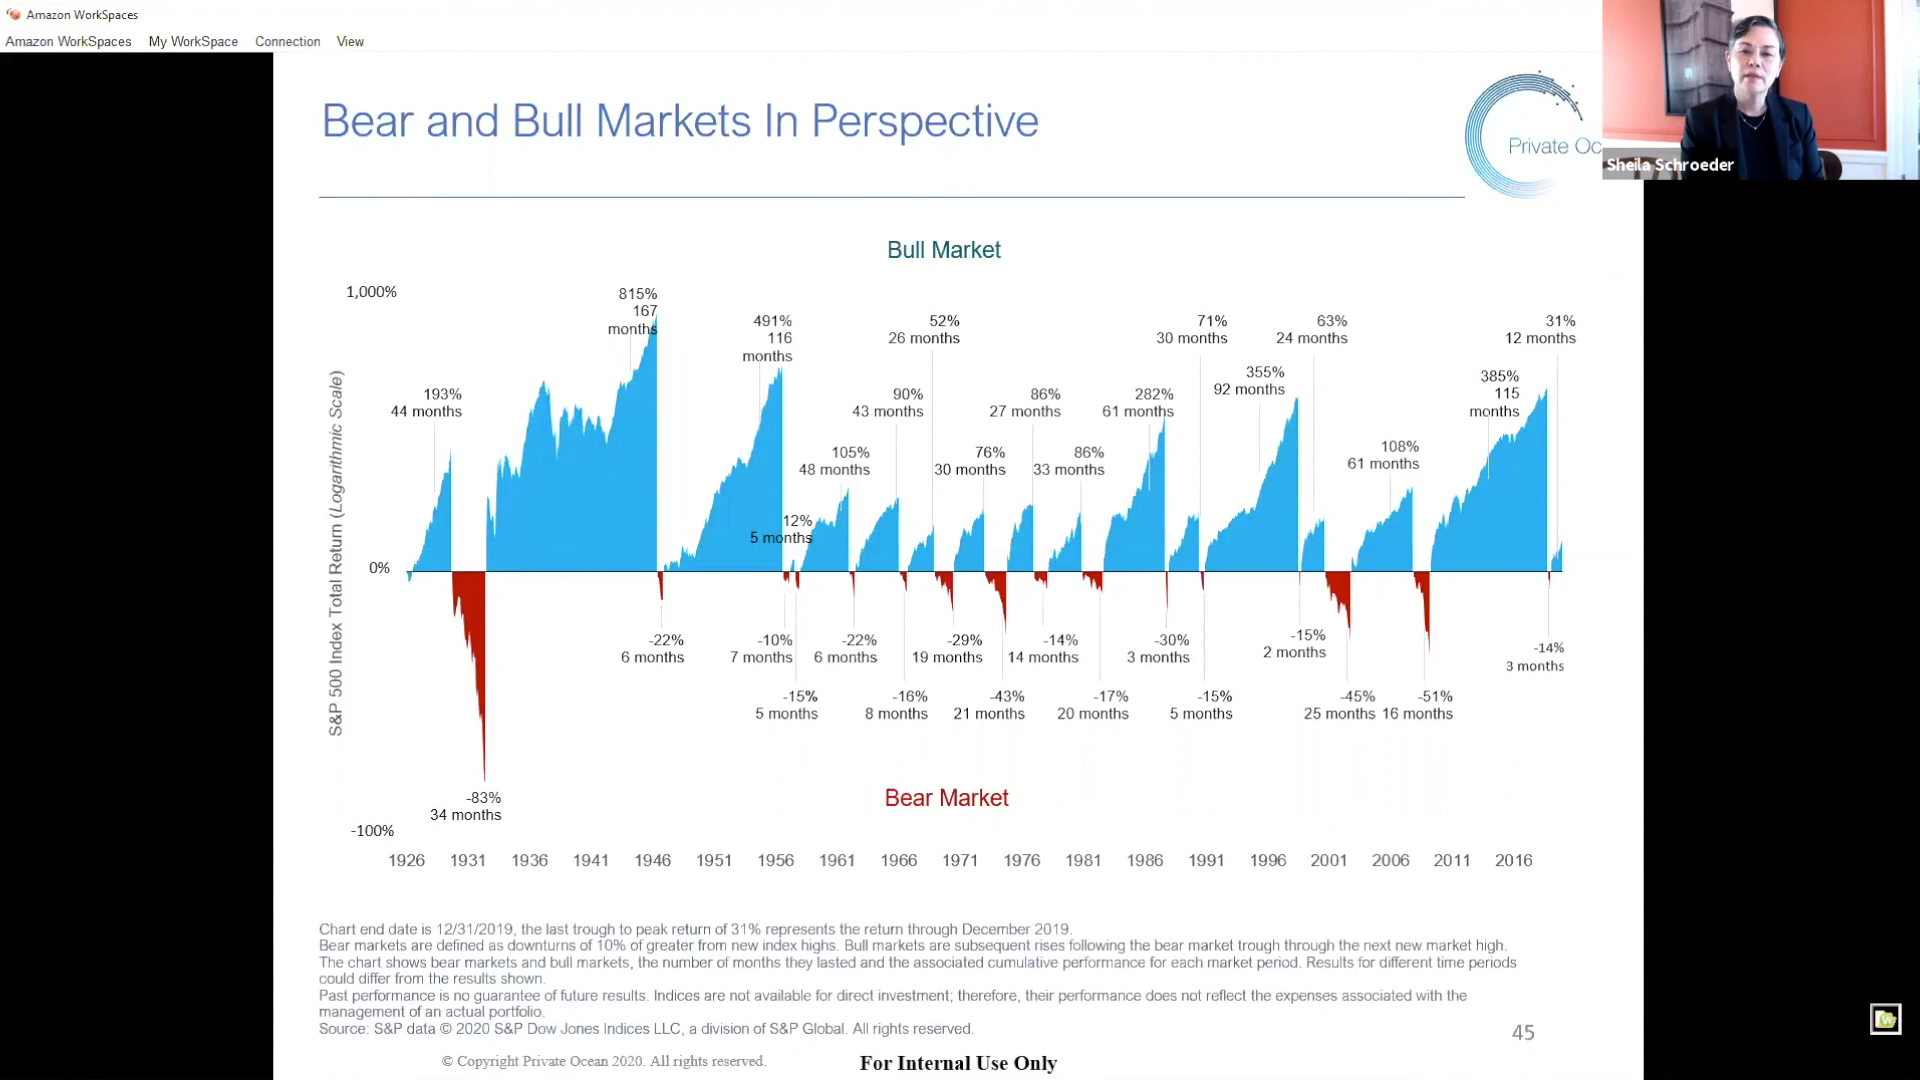 Amazon WorkSpaces
Amazon WorkSpaces My WorkSpace Connection View
Sheila Schroeder
Private Oc
Bear and Bull Markets In Perspective
Bull Market
1,000%
0%
-100%
S&P 500 Index Total Return (Logarithmic Scale)
193%
44 months
815%
167
months
491%
116
months
12%
5 months
105%
48 months
90%
43 months
52%
26 months
76%
30 months
86%
27 months
86%
33 months
282%
61 months
71%
30 months
355%
92 months
63%
24 months
108%
61 months
385%
115
months
31%
12 months
-83%
34 months
-22%
6 months
-10%
7 months
-15%
5 months
-22%
6 months
-16%
8 months
-29%
19 months
-43%
21 months
-14%
14 months
-17%
20 months
-30%
3 months
-15%
5 months
-15%
2 months
-45%
25 months
-51%
16 months
-14%
3 months
Bear Market
1926 1931 1936 1941 1946 1951 1956 1961 1966 1971 1976 1981 1986 1991 1996 2001 2006 2011 2016
Chart end date is 12/31/2019, the last trough to peak return of 31% represents the return through December 2019.
Bear markets are defined as downturns of 10% of greater from new index highs. Bull markets are subsequent rises following the bear market trough through the next new market high.
The chart shows bear markets and bull markets, the number of months they lasted and the associated cumulative performance for each market period. Results for different time periods
could differ from the results shown.
Past performance is no guarantee of future results. Indices are not available for direct investment; therefore, their performance does not reflect the expenses associated with the
management of an actual portfolio.
Source: S&P data © 2020 S&P Dow Jones Indices LLC, a division of S&P Global. All rights reserved.
45
© Copyright Private Ocean 2020. All rights reserved.
For Internal Use Only